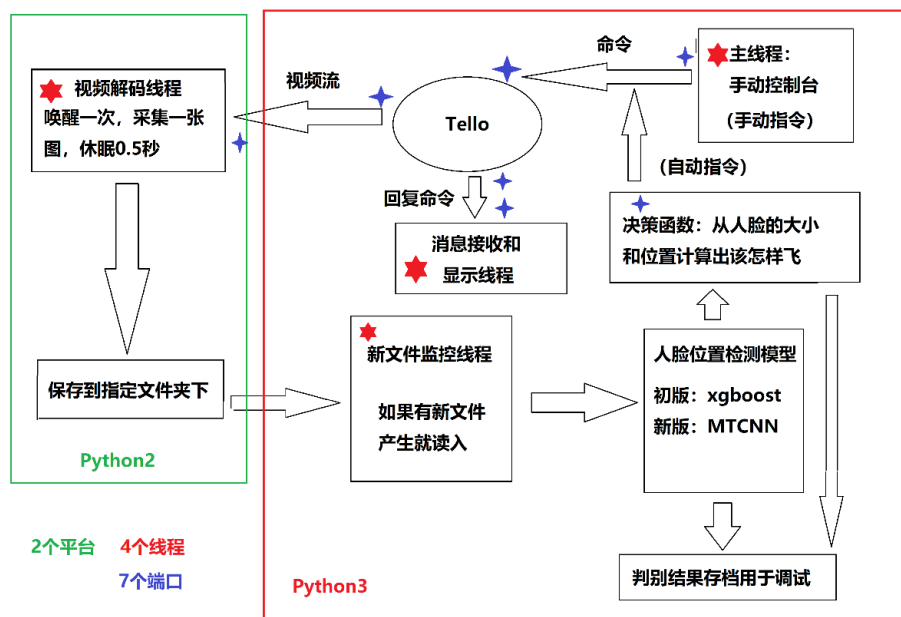 视频解码线程
唤醒一次，采集一张
图，休眠0.5秒
保存到指定文件夹下
Python2
2个平台
4个线程
7个端口
视频流
Tello
命令
主线程：
手动控制台
（手动指令）
（自动指令）
回复命令
消息接收和
显示线程
决策函数：从人脸的大小
和位置计算出该怎样飞
新文件监控线程
如果有新文件
产生就读入
人脸位置检测模型
初版：xgboost
新版：MTCNN
判别结果存档用于调试
Python3